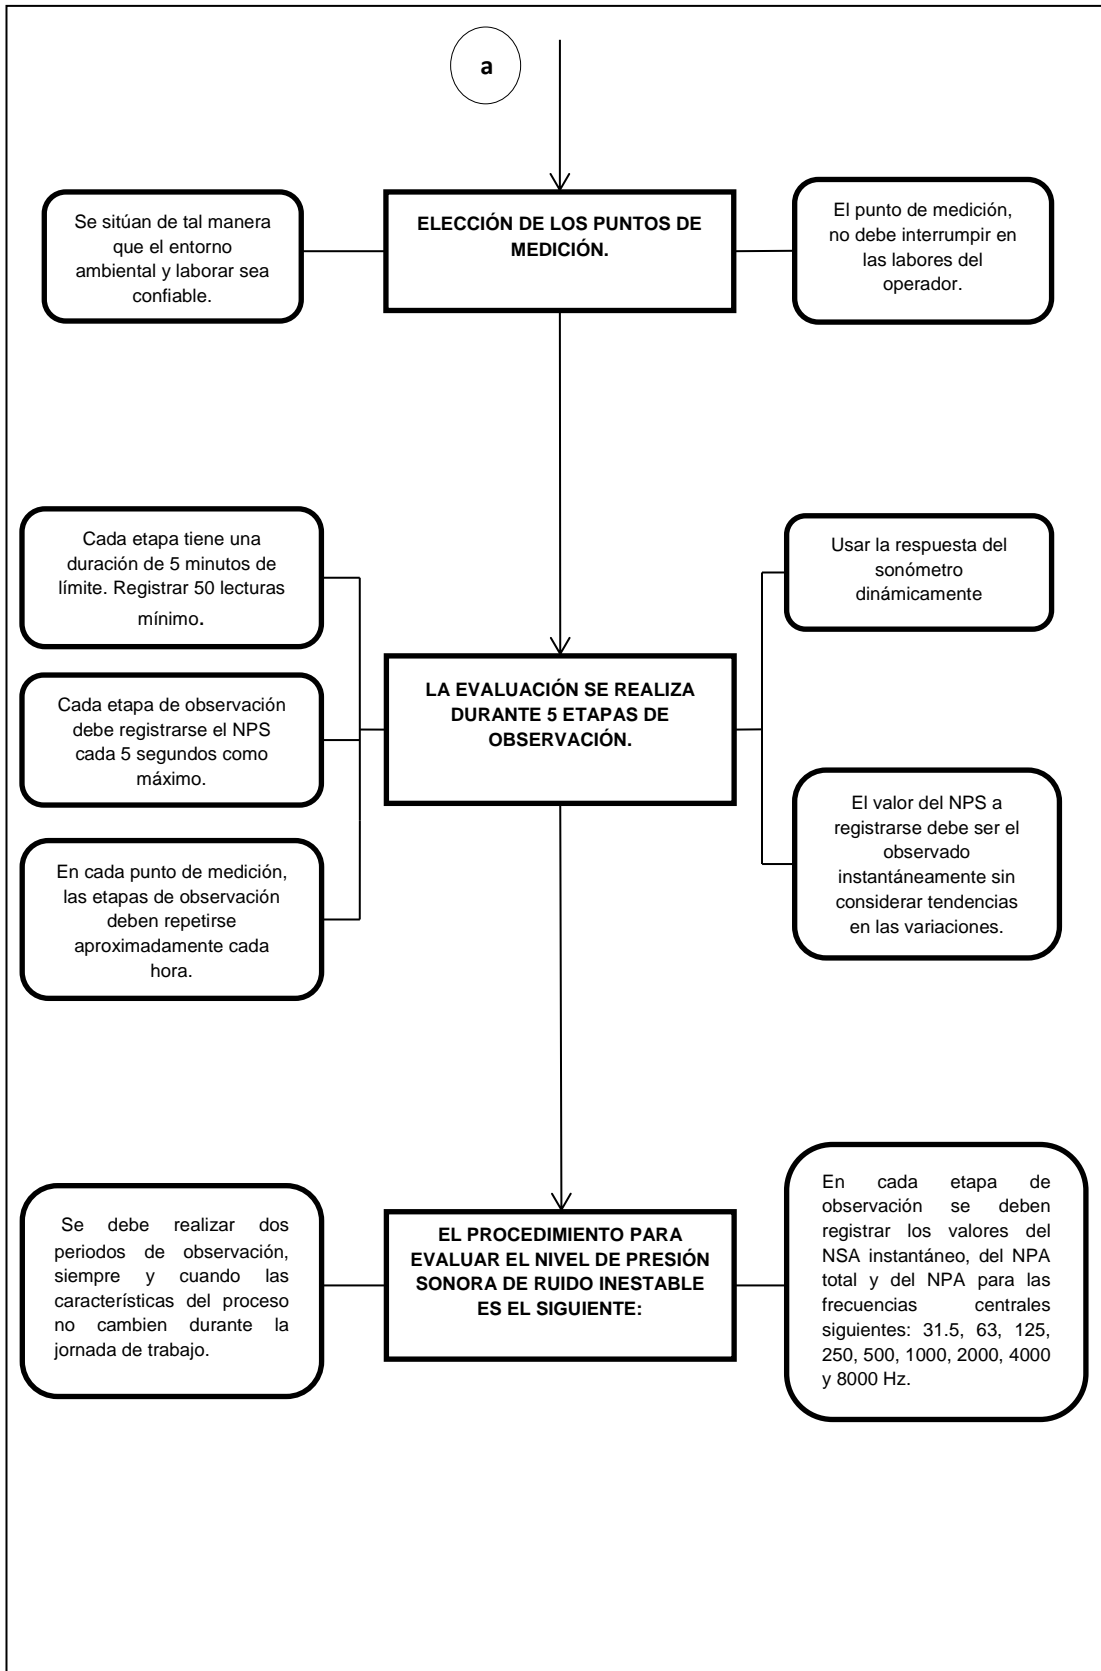 a
Se sitúan de tal manera
que el entorno
ambiental y laborar sea
confiable.
ELECCIÓN DE LOS PUNTOS DE
MEDICIÓN.
El punto de medición,
no debe interrumpir en
las labores del
operador.
Cada etapa tiene una
duración de 5 minutos de
límite. Registrar 50 lecturas
mínimo.
Cada etapa de observación
debe registrarse el NPS
cada 5 segundos como
máximo.
En cada punto de medición,
las etapas de observación
deben repetirse
aproximadamente cada
hora.
LA EVALUACIÓN SE REALIZA
DURANTE 5 ETAPAS DE
OBSERVACIÓN.
Usar la respuesta del
sonómetro
dinámicamente
El valor del NPS a
registrarse debe ser el
observado
instantáneamente sin
considerar tendencias
en las variaciones.
Se debe realizar dos
periodos de observación,
siempre y cuando las
características del proceso
no cambien durante la
jornada de trabajo.
EL PROCEDIMIENTO PARA
EVALUAR EL NIVEL DE PRESIÓN
SONORA DE RUIDO INESTABLE
ES EL SIGUIENTE:
En cada etapa de
observación se deben
registrar los valores del
NSA instantáneo, del NPA
total y del NPA para las
frecuencias centrales
siguientes: 31.5, 63, 125,
250, 500, 1000, 2000, 4000
y 8000 Hz.